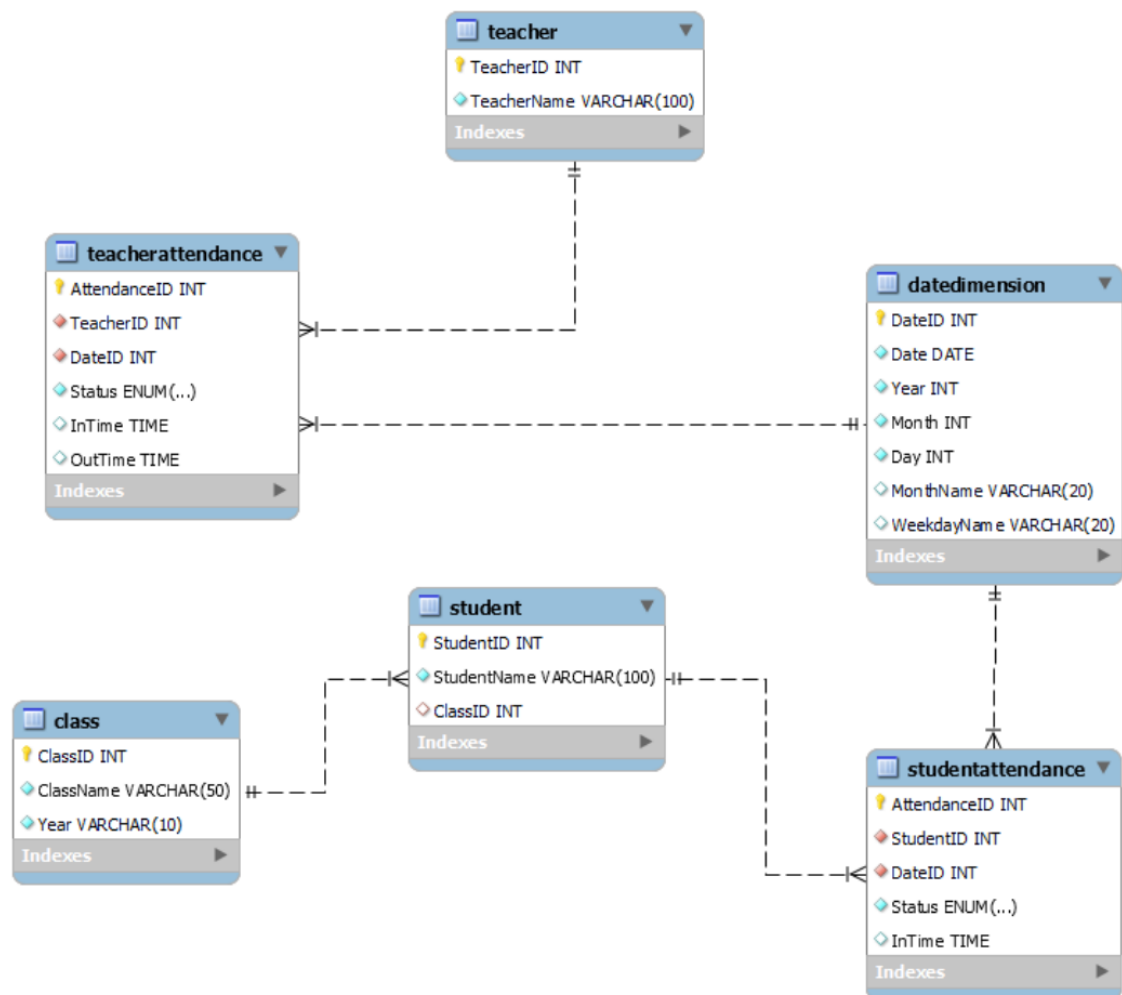 teacher
TeacherID INT
TeacherName VARCHAR(100)
Indexes
teacherattendance
AttendanceID INT
TeacherID INT
DateID INT
Status ENUM(...)
InTime TIME
OutTime TIME
Indexes
datedimension
DateID INT
Date DATE
Year INT
Month INT
Day INT
MonthName VARCHAR(20)
WeekdayName VARCHAR(20)
Indexes
student
StudentID INT
StudentName VARCHAR(100)
ClassID INT
Indexes
class
ClassID INT
ClassName VARCHAR(50)
Year VARCHAR(10)
Indexes
studentattendance
AttendanceID INT
StudentID INT
DateID INT
Status ENUM(...)
InTime TIME
Indexes